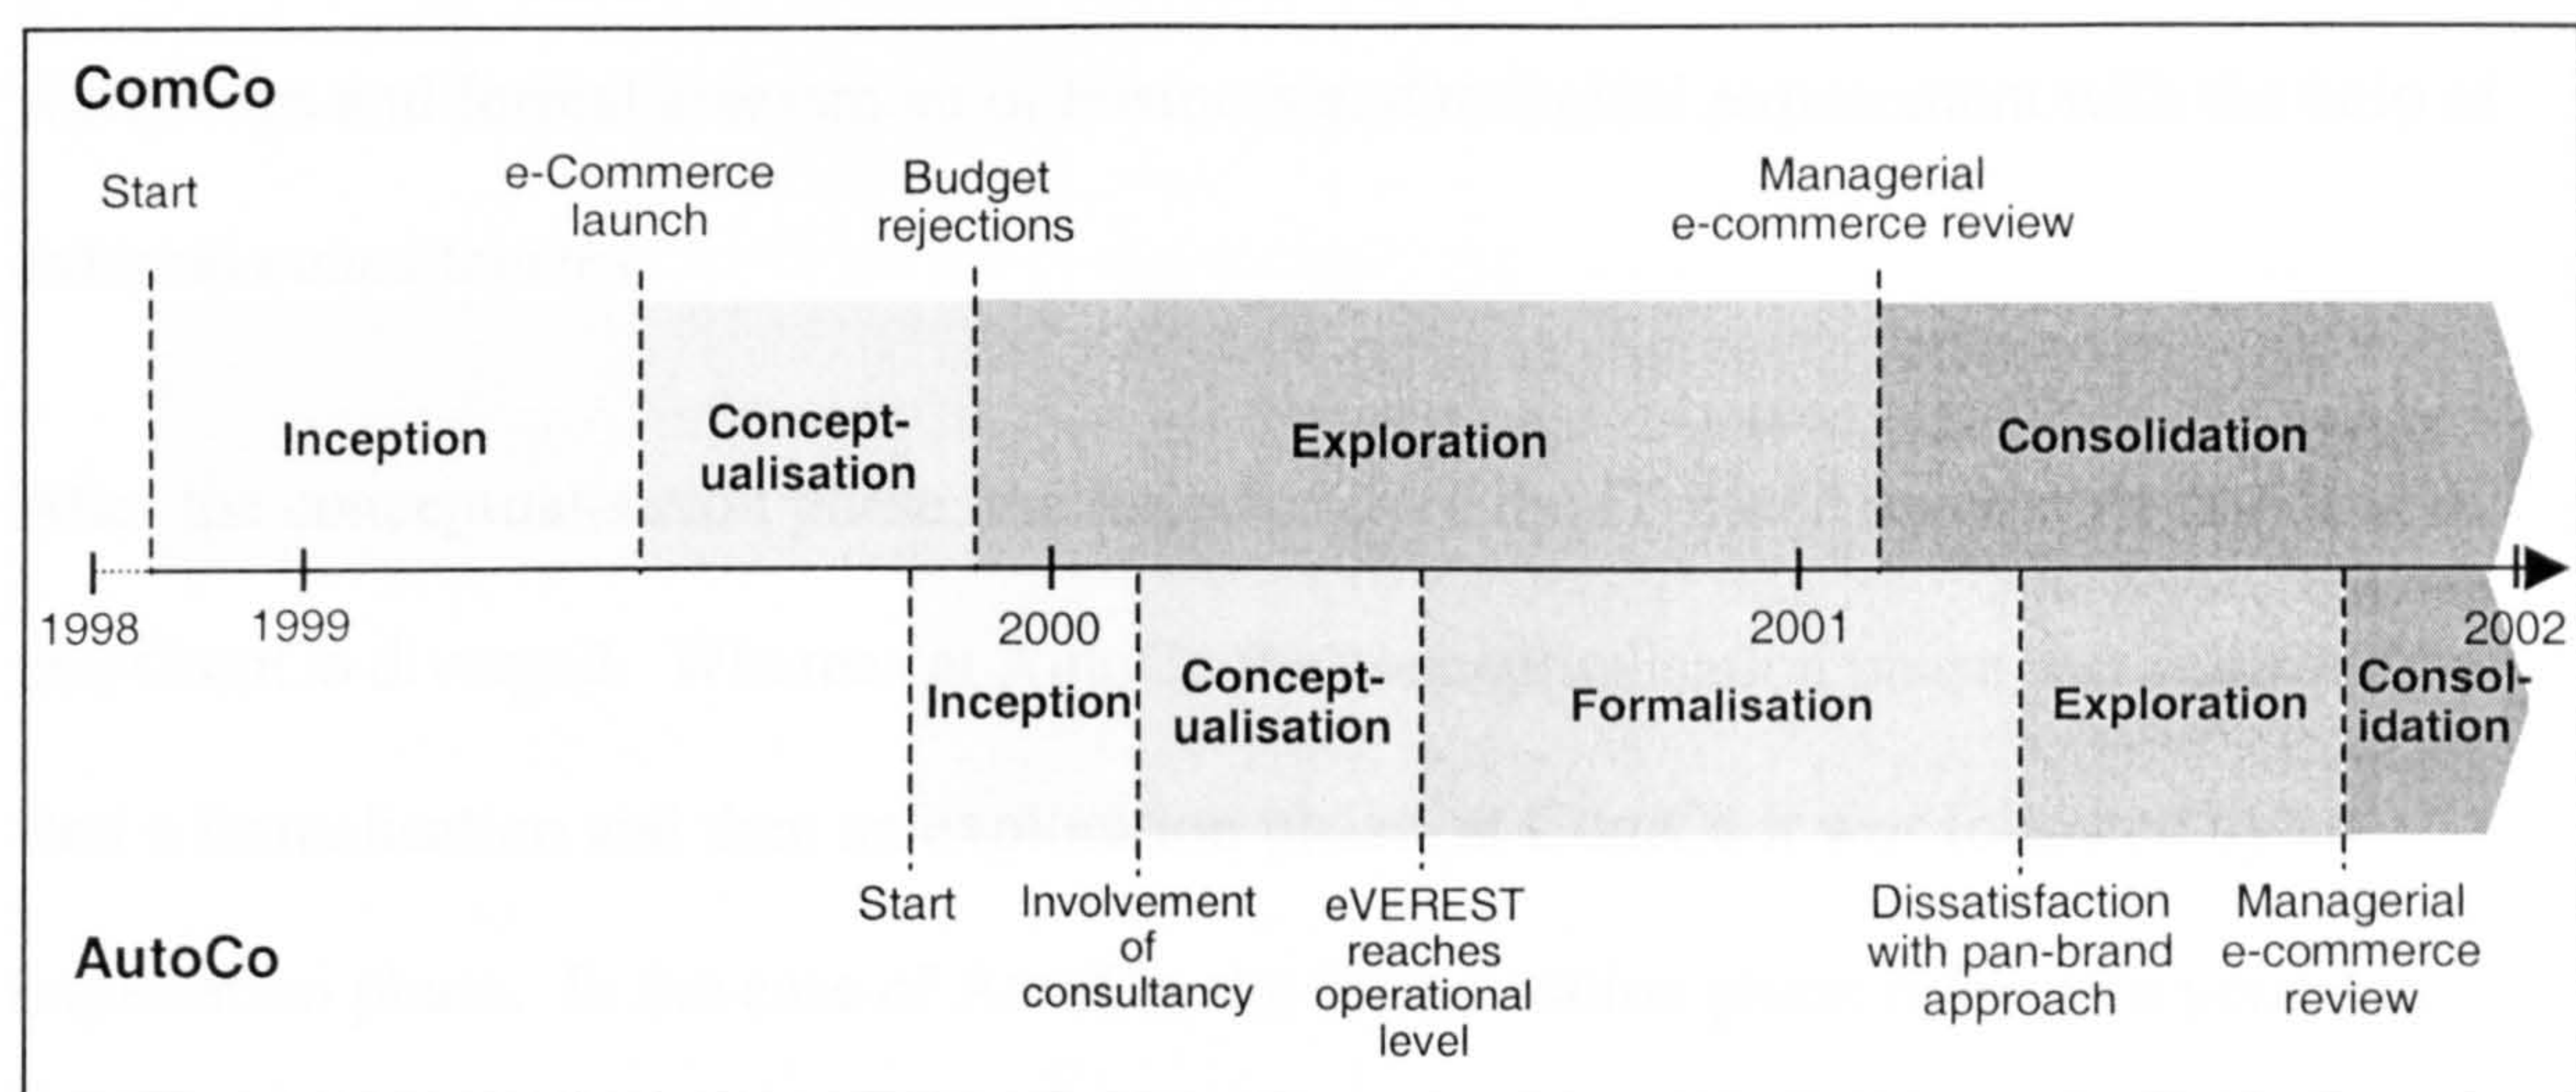 ComCo
Start
e-Commerce
launch
Budget
rejections
Managerial
e-commerce review
Inception
Concept-
ualisation
Exploration
Consolidation
1998
1999
2000
2001
2002
Inception
Concept-
ualisation
Formalisation
Exploration
Consol-
idation
AutoCo
Start
Involvement
of
consultancy
eVEREST
reaches
operational
level
Dissatisfaction
with pan-brand
approach
Managerial
e-commerce
review